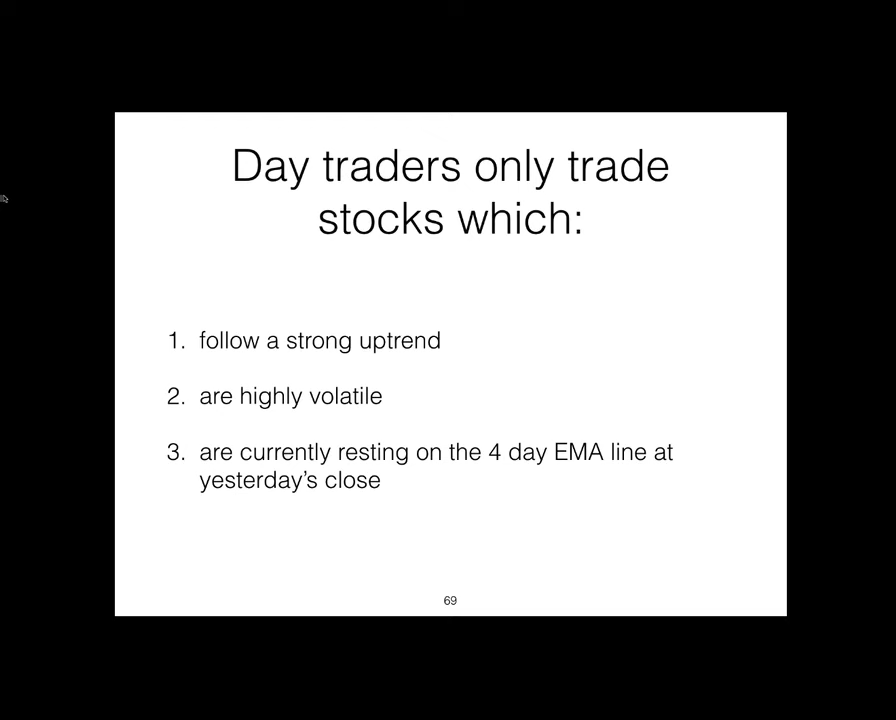 Day traders only trade
stocks which:
1. follow a strong uptrend
2. are highly volatile
3. are currently resting on the 4 day EMA line at
yesterday’s close
69